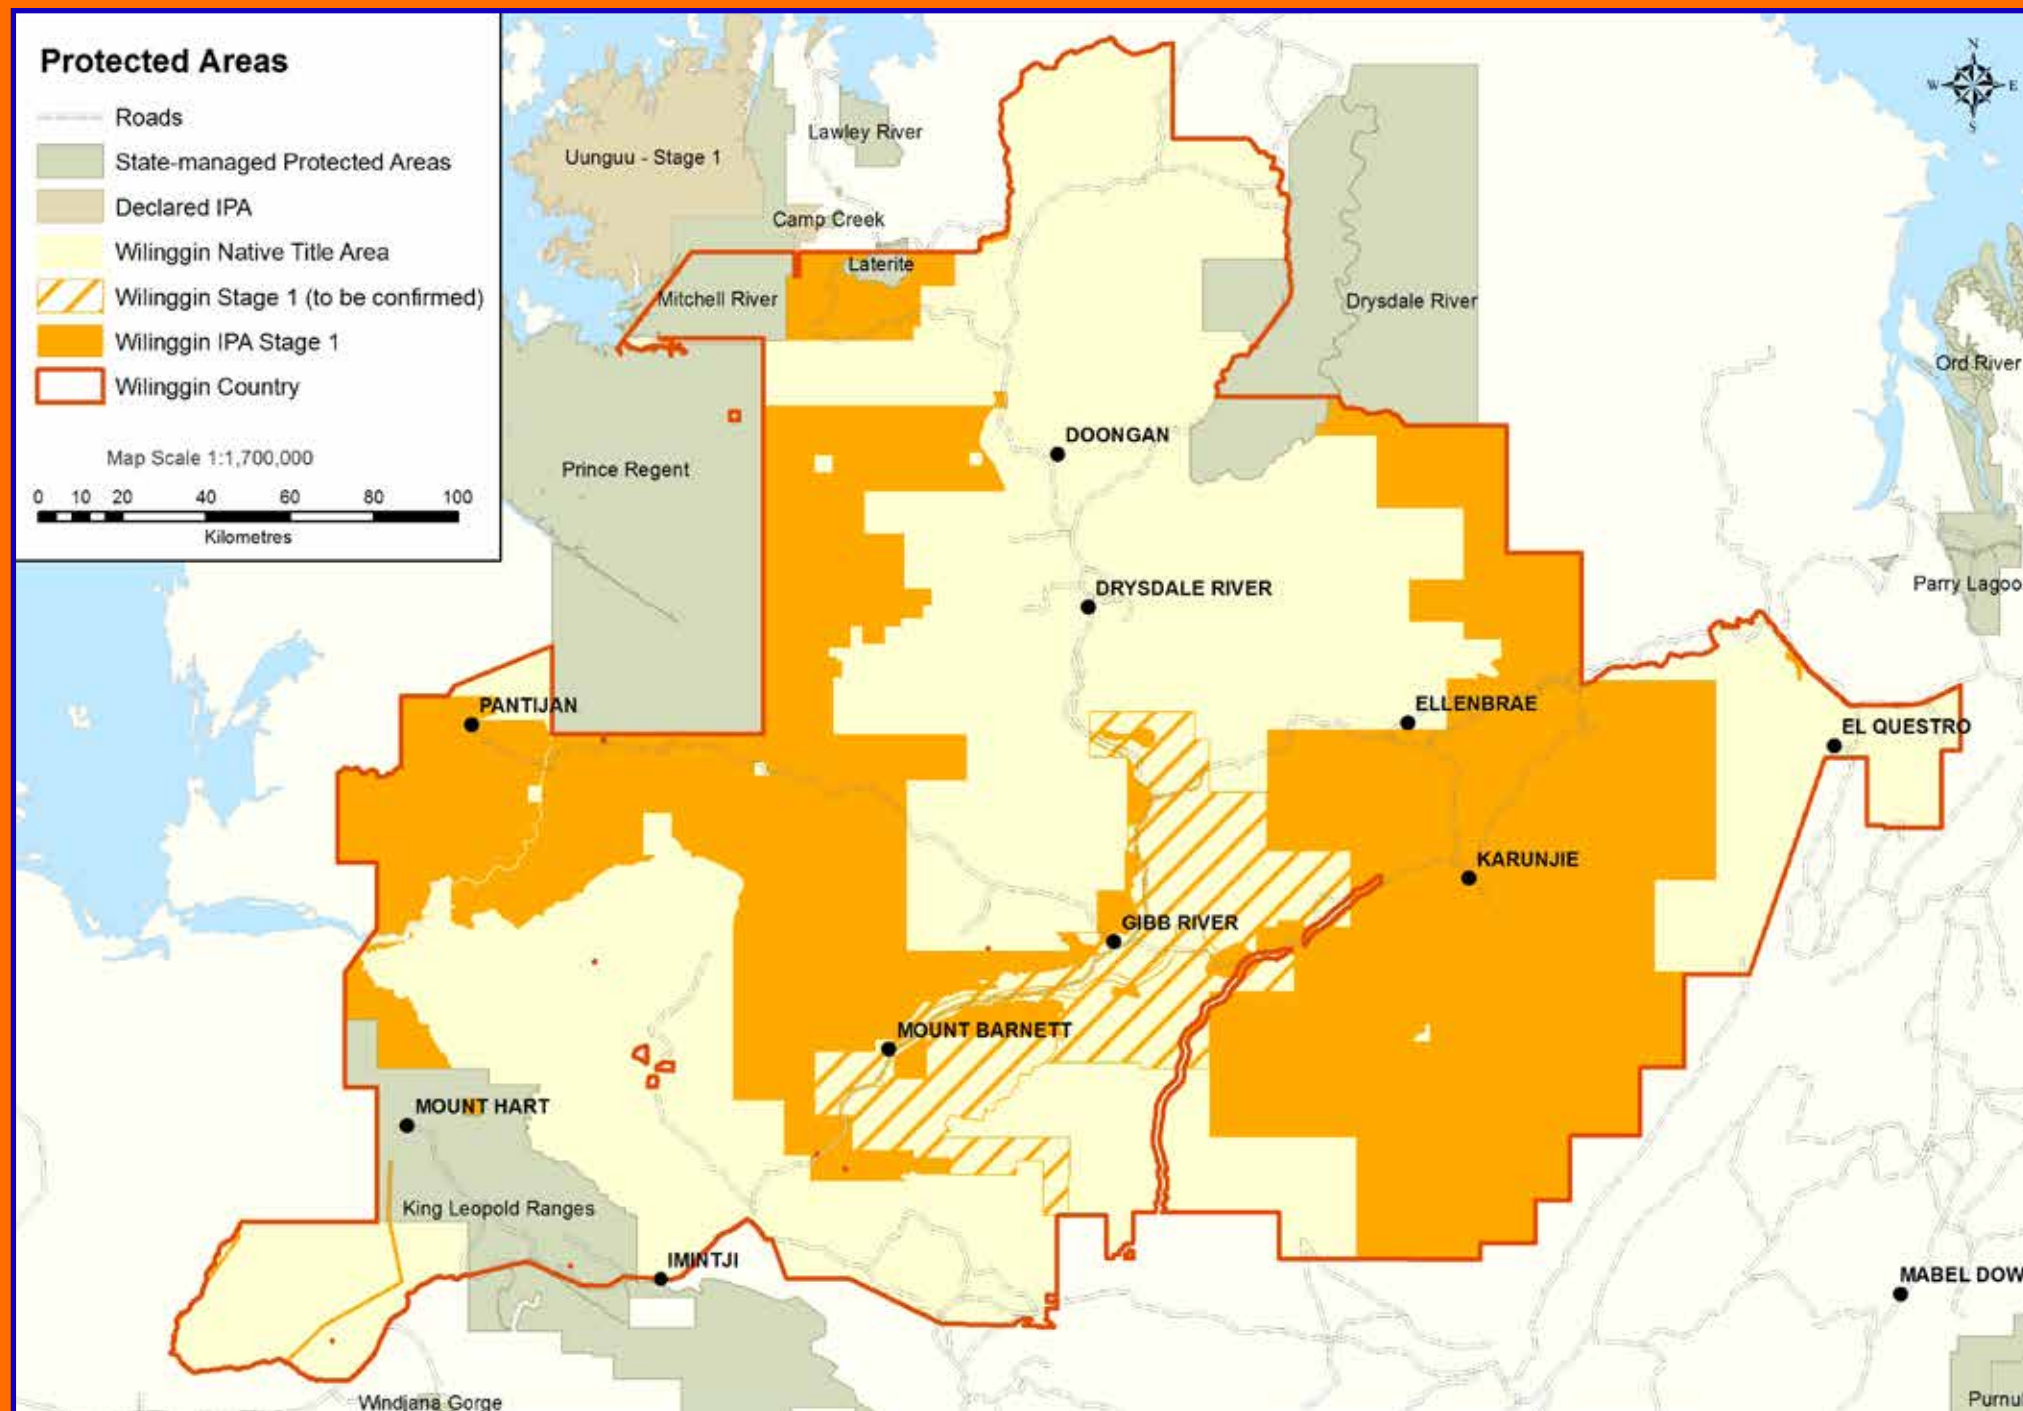 Protected Areas
Roads
State-managed Protected Areas
Declared IPA
Wilinggin Native Title Area
Wilinggin Stage 1 (to be confirmed)
Wilinggin IPA Stage 1
Wilinggin Country
Map Scale 1:1,700,000
0 10 20 40 60 80 100
Kilometres
N
W E
S
Lawley River
Uunguu - Stage 1
Camp Creek
Laterite
Mitchell River
Drysdale River
Ord River
DOONGAN
Prince Regent
Parry Lagoo
DRYSDALE RIVER
PANTIJAN
ELLENBRAE
EL QUESTRO
KARUNJIE
GIBB RIVER
MOUNT BARNETT
MOUNT HART
King Leopold Ranges
IMINTJI
MABEL DOW
Windjana Gorge
Purnul